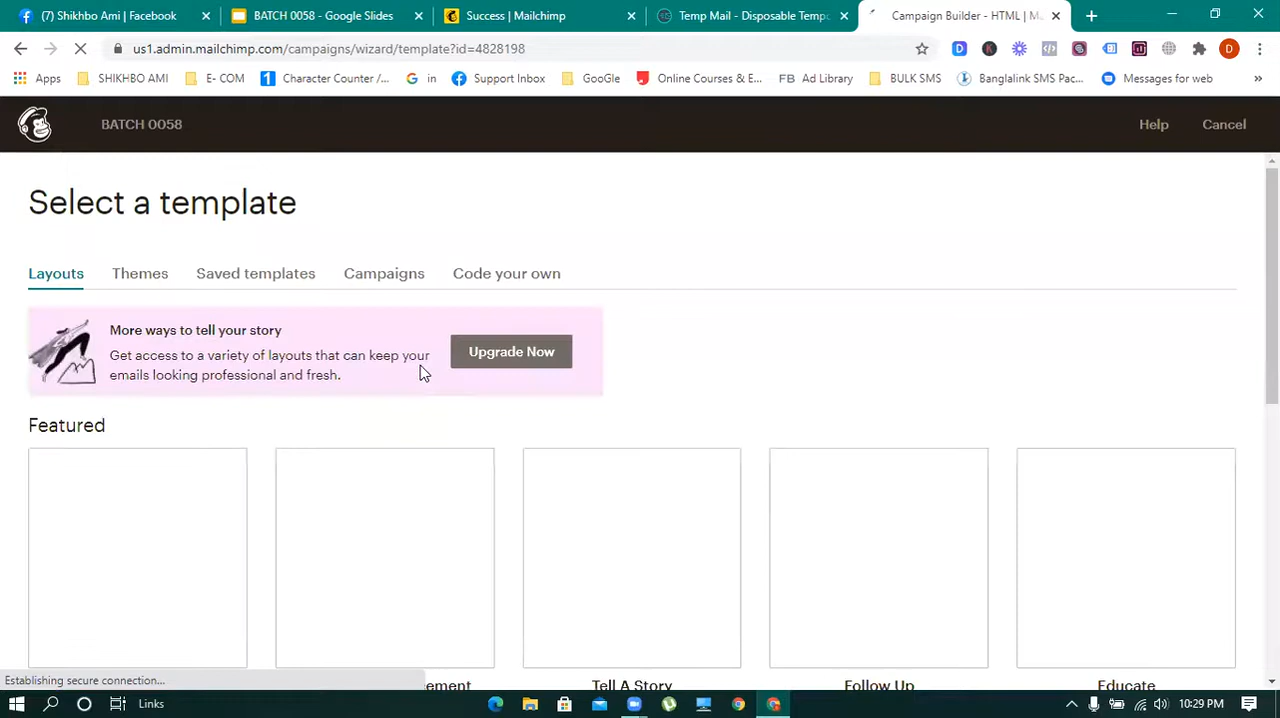 (7) Shikhbo Ami | Facebook
BATCH 0058 - Google Slides
Success | Mailchimp
Temp Mail - Disposable Tempo
Campaign Builder - HTML | M
us1.admin.mailchimp.com/campaigns/wizard/template?id=4828198
D
Apps
SHIKHBO AMI
E- COM
Character Counter /...
in
Support Inbox
GooGle
Online Courses & E...
FB Ad Library
BULK SMS
Banglalink SMS Pac...
Messages for web
»
BATCH 0058
Help
Cancel
Select a template
Layouts
Themes
Saved templates
Campaigns
Code your own
More ways to tell your story
Get access to a variety of layouts that can keep your
emails looking professional and fresh.
Upgrade Now
Featured
ement
Tell A Story
Follow Up
Educate
Establishing secure connection...
Links
10:29 PM